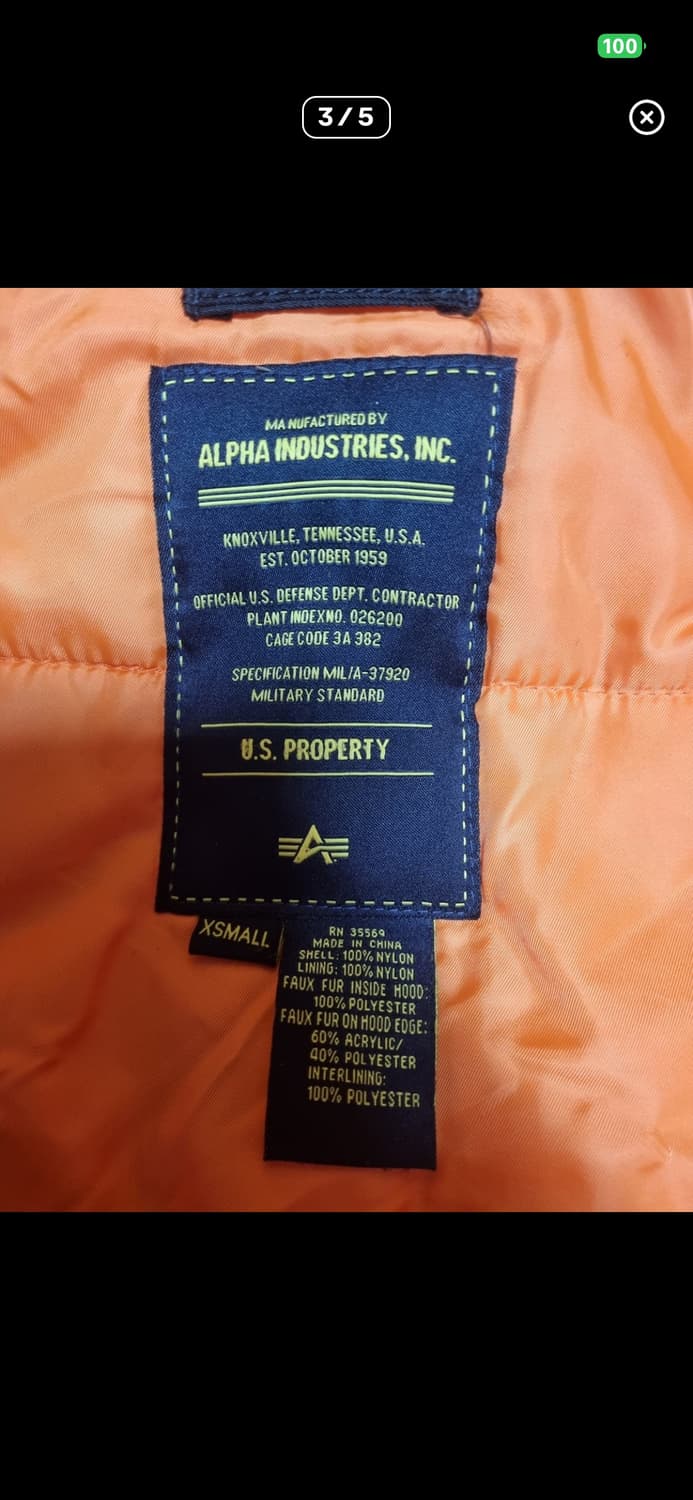 100
3/5
MANUFACTURED BY
ALPHA INDUSTRIES, INC.
KNOXVILLE, TENNESSEE, U.S.A.
EST. OCTOBER 1959
OFFICIAL U.S. DEFENSE DEPT. CONTRACTOR
PLANT INDEXNO. 026200
CAGE CODE 3A 382
SPECIFICATION MIL/A-37920
MILITARY STANDARD
U.S. PROPERTY
XSMALL
RN 35569
MADE IN CHINA
SHELL: 100% NYLON
LINING: 100% NYLON
FAUX FUR INSIDE HOOD:
100% POLYESTER
FAUX FUR ON HOOD EDGE:
60% ACRYLIC/
40% POLYESTER
INTERLINING:
100% POLYESTER